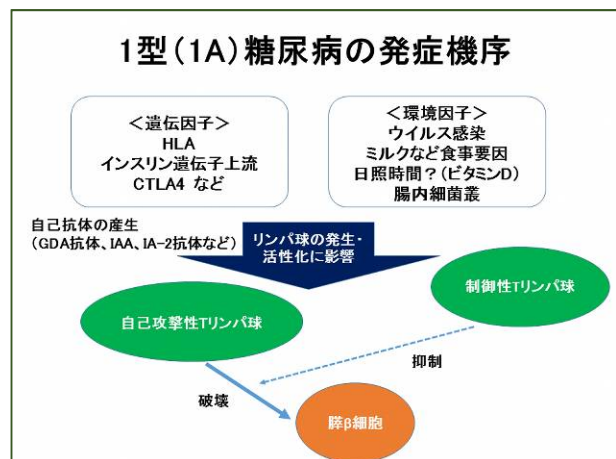 1型(1A)糖尿病の発症機序
＜遺伝因子＞
HLA
インスリン遺伝子上流
CTLA4 など
＜環境因子＞
ウイルス感染
ミルクなど食事要因
日照時間？(ビタミンD)
腸内細菌叢
自己抗体の産生
(GDA抗体、IAA、IA-2抗体など)
リンパ球の発生・
活性化に影響
制御性Tリンパ球
自己攻撃性Tリンパ球
抑制
破壊
膵β細胞